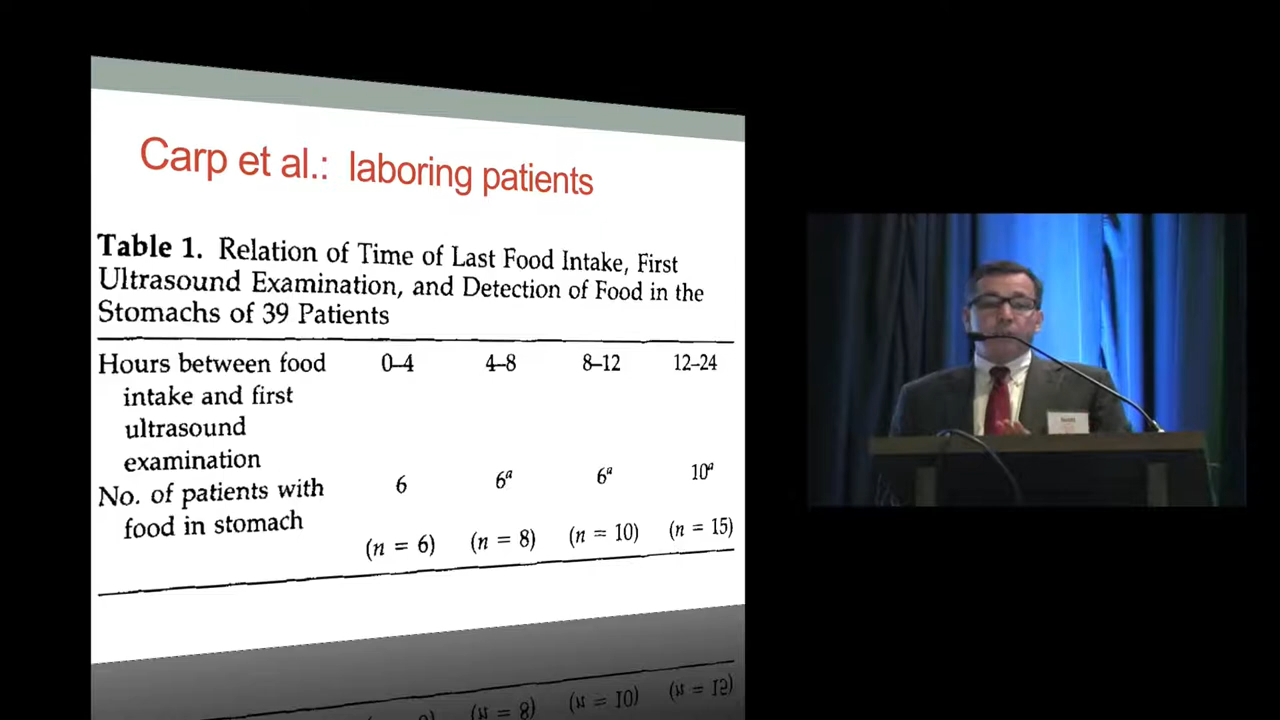 Carp et al.: laboring patients
Table 1. Relation of Time of Last Food Intake, First
Ultrasound Examination, and Detection of Food in the
Stomachs of 39 Patients
Hours between food 0–4 4–8 8–12 12–24
intake and first
ultrasound
examination
No. of patients with 6 6ᵃ 6ᵃ 10ᵃ
food in stomach
(n = 6) (n = 8) (n = 10) (n = 15)